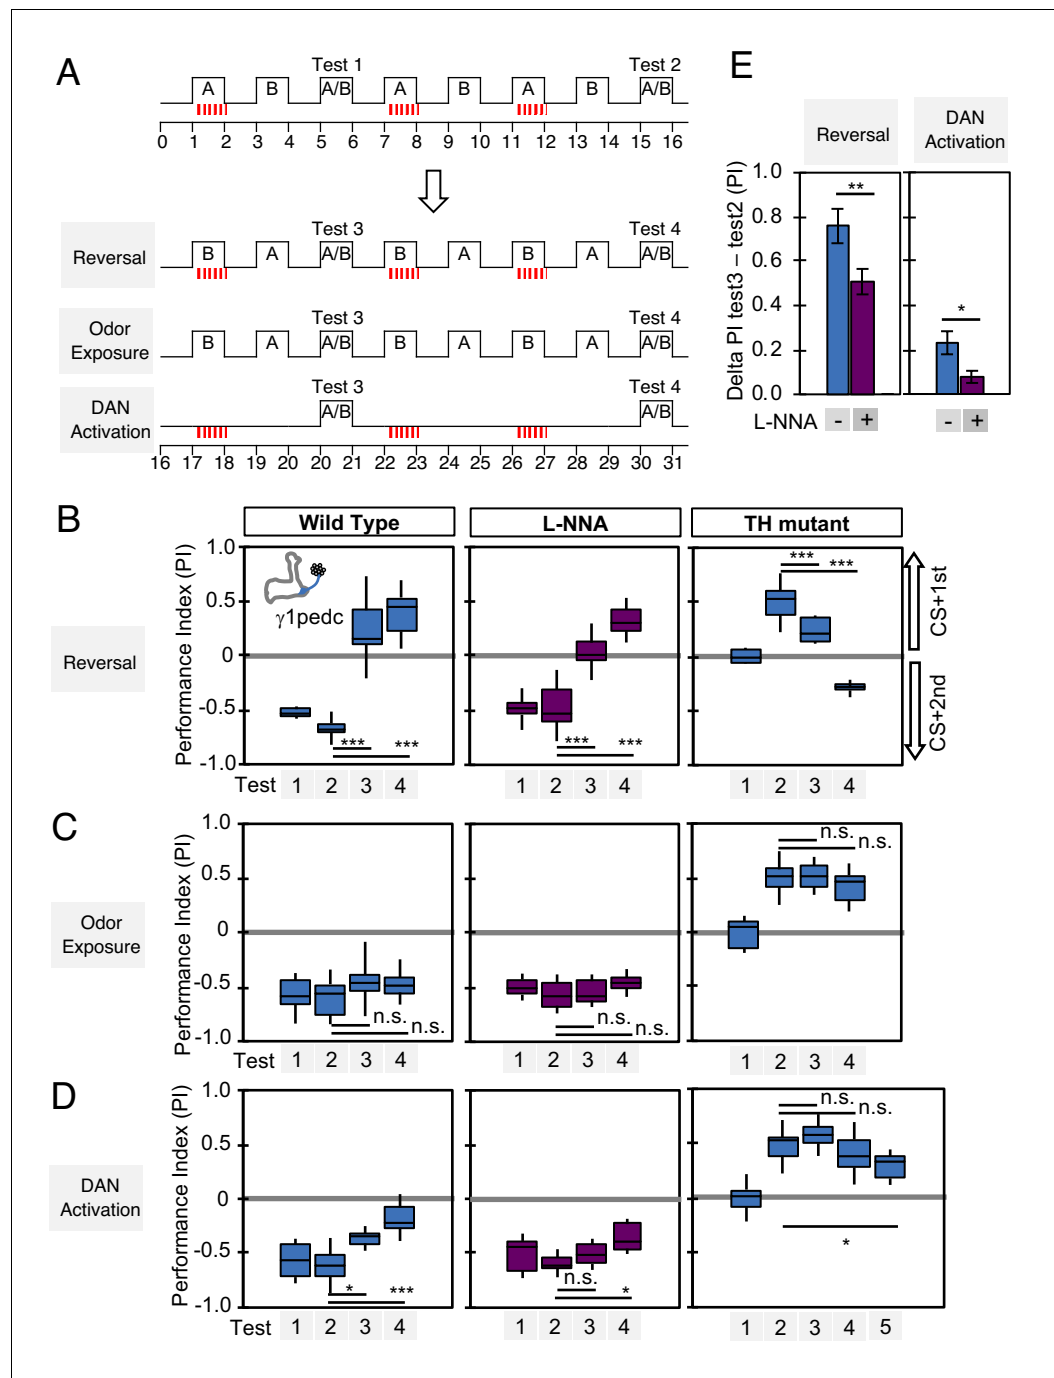 A
Test 1
Test 2
A B A/B A B A B A/B
0 1 2 3 4 5 6 7 8 9 10 11 12 13 14 15 16
Reversal
Test 3
Test 4
B A A/B B A B A A/B
Odor
Exposure
Test 3
Test 4
B A A/B B A B A A/B
DAN
Activation
Test 3
Test 4
A/B A/B
16 17 18 19 20 21 22 23 24 25 26 27 28 29 30 31
E
Reversal
DAN
Activation
Delta PI test3 – test2 (PI)
1.0
0.8
0.6
0.4
0.2
0.0
**
*
L-NNA - + - +
B
Wild Type
L-NNA
TH mutant
Reversal
Performance Index (PI)
1.0
0.5
0
-0.5
-1.0
γ1pedc
*** ***
*** ***
*** ***
CS+1st
CS+2nd
Test 1 2 3 4 1 2 3 4 1 2 3 4
C
Odor
Exposure
Performance Index (PI)
1.0
0.5
0
-0.5
-1.0
n.s. n.s.
n.s. n.s.
n.s. n.s.
Test 1 2 3 4 1 2 3 4 1 2 3 4
D
DAN
Activation
Performance Index (PI)
1.0
0.5
0
-0.5
-1.0
* ***
n.s. *
n.s. n.s.
*
Test 1 2 3 4 1 2 3 4 1 2 3 4 5